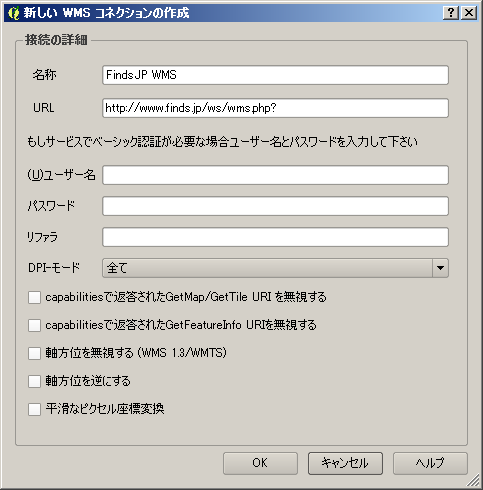 新しい WMS コネクションの作成
接続の詳細
名称 FindsJP WMS
URL http://www.finds.jp/ws/wms.php?
もしサービスでベーシック認証が必要な場合ユーザー名とパスワードを入力して下さい
(U)ユーザー名
パスワード
リファラ
DPI-モード 全て
capabilitiesで返答されたGetMap/GetTile URI を無視する
capabilitiesで返答されたGetFeatureInfo URIを無視する
軸方位を無視する (WMS 1.3/WMTS)
軸方位を逆にする
平滑なピクセル座標変換
OK キャンセル ヘルプ